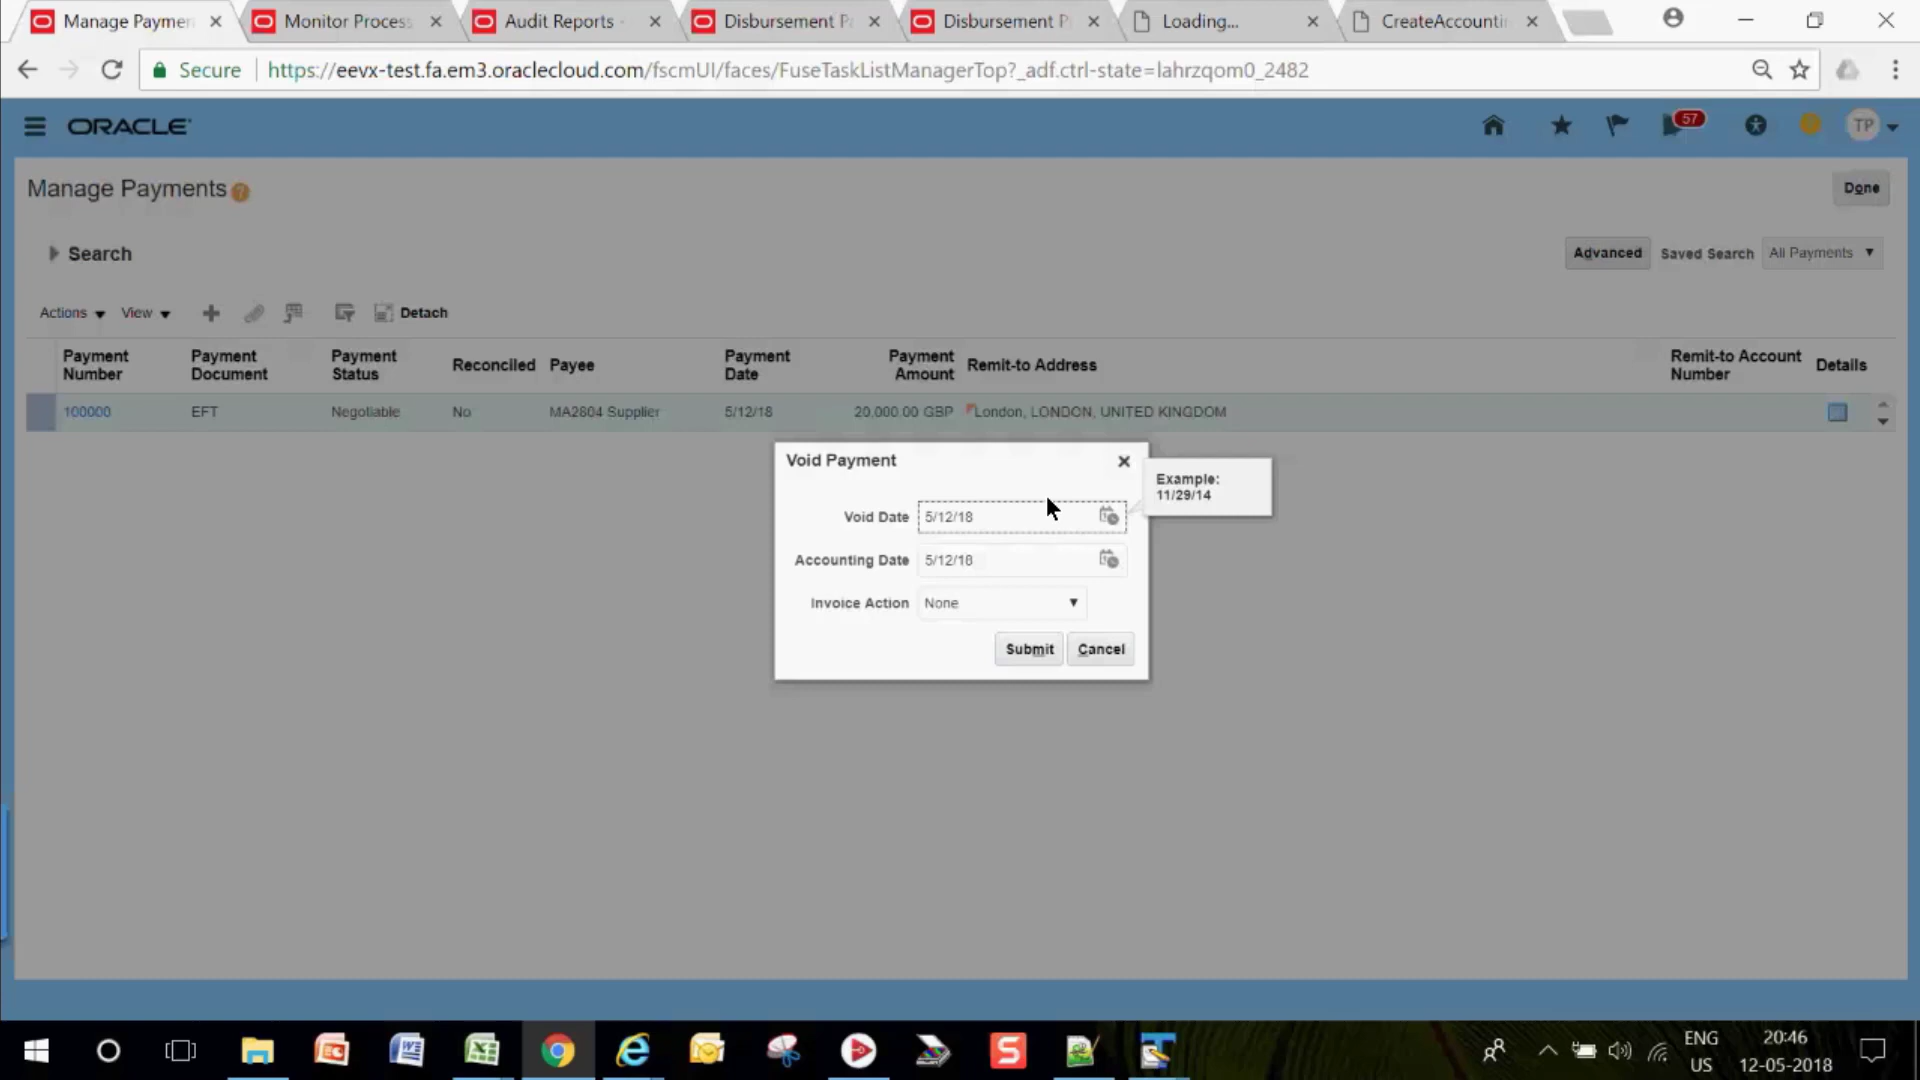 Manage Paymen
Monitor Process
Audit Reports -
Disbursement P
Disbursement P
Loading...
CreateAccounti
Secure
https://eevx-test.fa.em3.oraclecloud.com/fscmUI/faces/FuseTaskListManagerTop?_adf.ctrl-state=lahrzqom0_2482
ORACLE
57
TP
Manage Payments ?
Done
Search
Advanced
Saved Search
All Payments
Actions
View
Detach
Payment Number
Payment Document
Payment Status
Reconciled
Payee
Payment Date
Payment Amount
Remit-to Address
Remit-to Account Number
Details
100000
EFT
Negotiable
No
MA2804 Supplier
5/12/18
20,000.00 GBP
London, LONDON, UNITED KINGDOM
Void Payment
Example:
11/29/14
Void Date
5/12/18
Accounting Date
5/12/18
Invoice Action
None
Submit
Cancel
ENG
US
20:46
12-05-2018